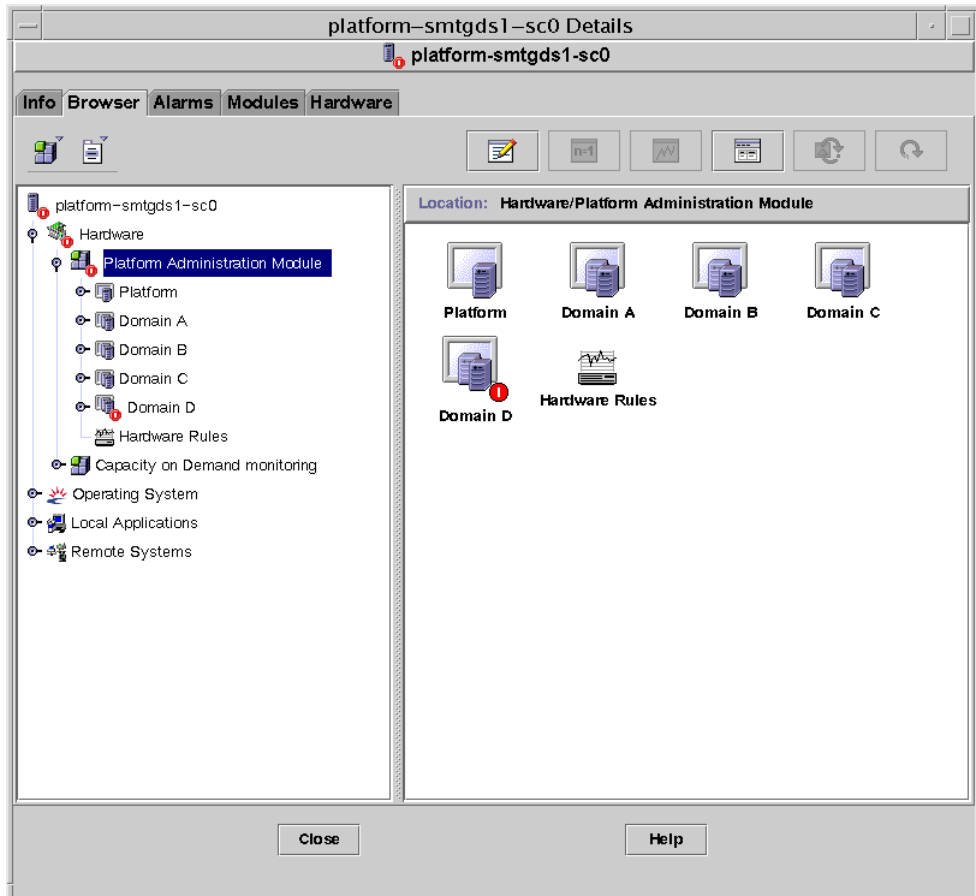 platform-smtgds1-sc0 Details
platform-smtgds1-sc0
Info Browser Alarms Modules Hardware
n=1
platform-smtgds1-sc0
Hardware
Platform Administration Module
Platform
Domain A
Domain B
Domain C
Domain D
Hardware Rules
Capacity on Demand monitoring
Operating System
Local Applications
Remote Systems
Location: Hardware/Platform Administration Module
Platform Domain A Domain B Domain C
Domain D Hardware Rules
Close Help